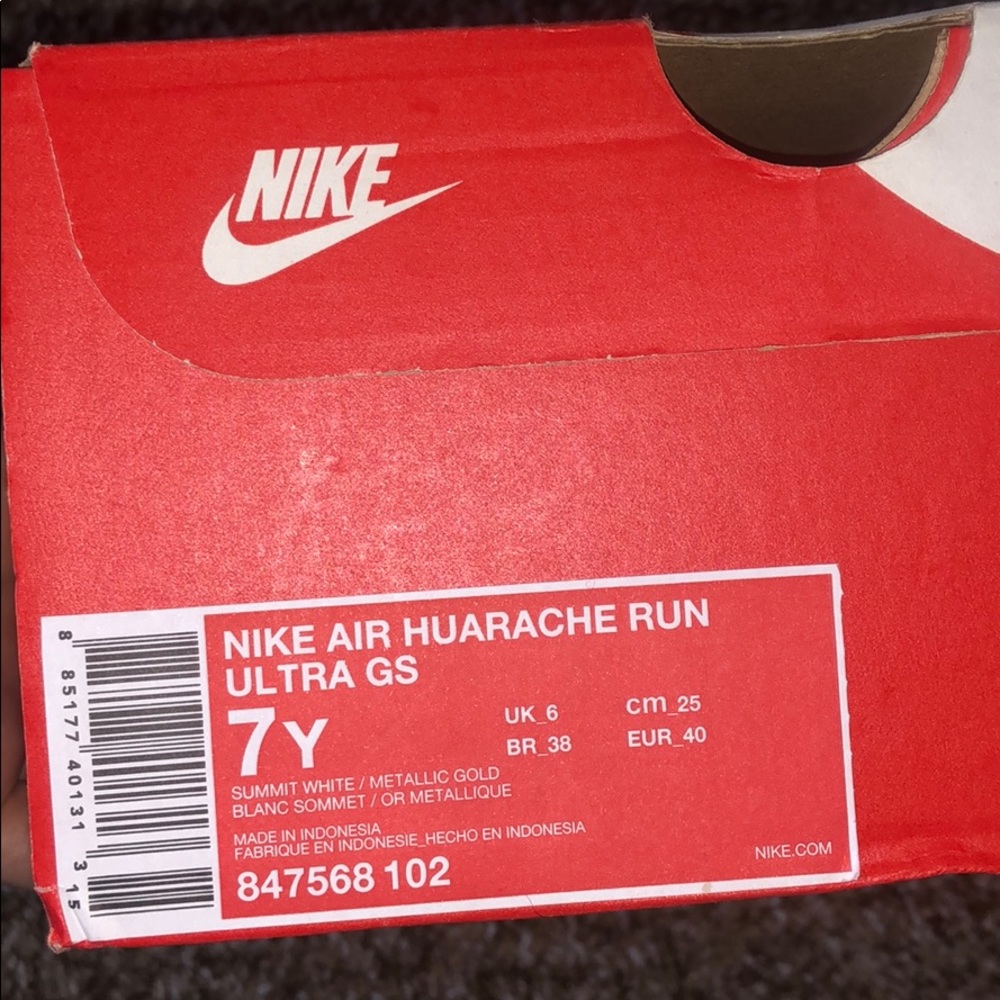 NIKE
NIKE AIR HUARACHE RUN
ULTRA GS
7Y
UK_6
cm_25
BR_38
EUR_40
SUMMIT WHITE / METALLIC GOLD
BLANC SOMMET / OR METALLIQUE
MADE IN INDONESIA
FABRIQUE EN INDONESIE_HECHO EN INDONESIA
847568 102
NIKE.COM
8 85177 40131 3 15